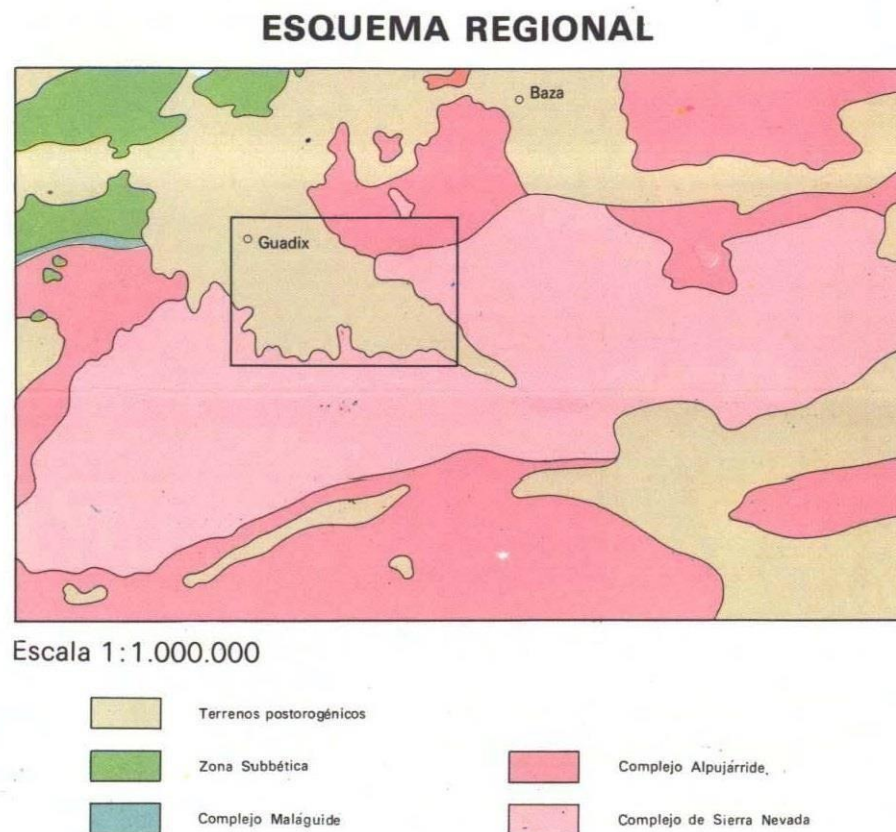 ESQUEMA REGIONAL
Baza
Guadix
Escala 1:1.000.000
Terrenos postorogénicos
Zona Subbética
Complejo Alpujárride
Complejo Maláguide
Complejo de Sierra Nevada